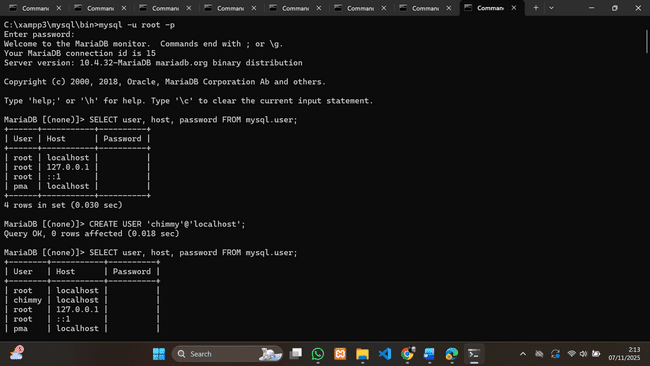 Comman
Comman
Comman
Comman
Comman
Comman
Comman
Comman
C:\xampp3\mysql\bin>mysql -u root -p
Enter password:
Welcome to the MariaDB monitor.  Commands end with ; or \g.
Your MariaDB connection id is 15
Server version: 10.4.32-MariaDB mariadb.org binary distribution

Copyright (c) 2000, 2018, Oracle, MariaDB Corporation Ab and others.

Type 'help;' or '\h' for help. Type '\c' to clear the current input statement.

MariaDB [(none)]> SELECT user, host, password FROM mysql.user;
+------+-----------+----------+
| User | Host      | Password |
+------+-----------+----------+
| root | localhost |          |
| root | 127.0.0.1 |          |
| root | ::1       |          |
| pma  | localhost |          |
+------+-----------+----------+
4 rows in set (0.030 sec)

MariaDB [(none)]> CREATE USER 'chimmy'@'localhost';
Query OK, 0 rows affected (0.018 sec)

MariaDB [(none)]> SELECT user, host, password FROM mysql.user;
+--------+-----------+----------+
| User   | Host      | Password |
+--------+-----------+----------+
| root   | localhost |          |
| chimmy | localhost |          |
| root   | 127.0.0.1 |          |
| root   | ::1       |          |
| pma    | localhost |          |
Search
2:13
07/11/2025